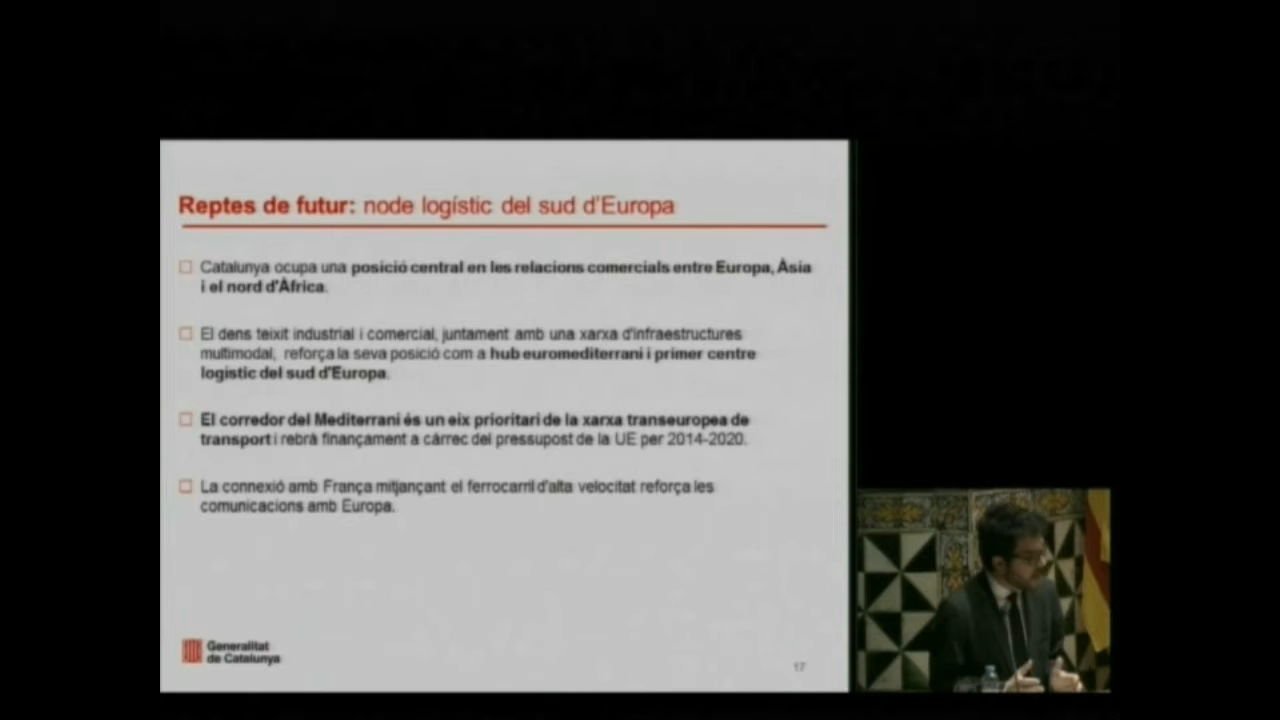 Reptes de futur: node logístic del sud d'Europa
Catalunya ocupa una posició central en les relacions comercials entre Europa, Àsia
i el nord d'Àfrica.
El dens teixit industrial i comercial, juntament amb una xarxa d'infraestructures
multimodal, reforça la seva posició com a hub euromediterrani i primer centre
logístic del sud d'Europa.
El corredor del Mediterrani és un eix prioritari de la xarxa transeuropea de
transport i rebrà finançament a càrrec del pressupost de la UE per 2014-2020.
La connexió amb França mitjançant el ferrocarril d'alta velocitat reforça les
comunicacions amb Europa.
Generalitat
de Catalunya
17